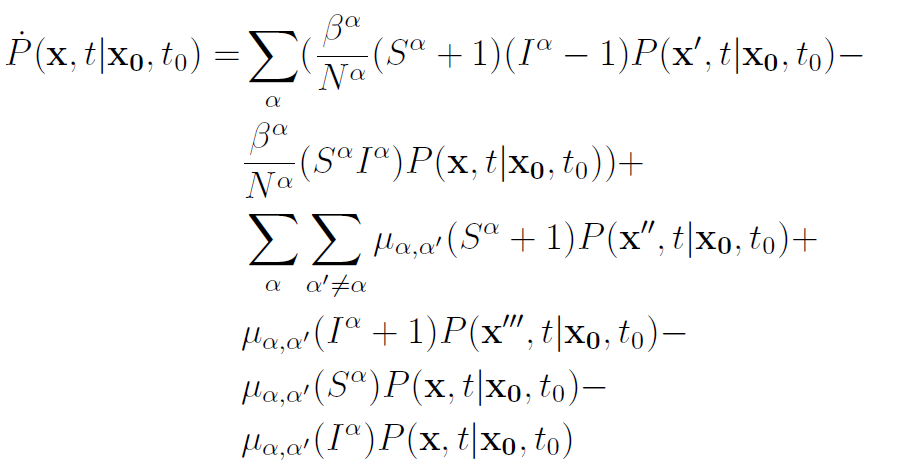 Ṗ(x, t|x₀, t₀) = ∑_α (β^α/N^α (S^α + 1)(I^α − 1)P(x′, t|x₀, t₀)−
β^α/N^α (S^α I^α)P(x, t|x₀, t₀))+
∑_α ∑_{α′≠α} μ_{α,α′}(S^α + 1)P(x″, t|x₀, t₀)+
μ_{α,α′}(I^α + 1)P(x‴, t|x₀, t₀)−
μ_{α,α′}(S^α)P(x, t|x₀, t₀)−
μ_{α,α′}(I^α)P(x, t|x₀, t₀)